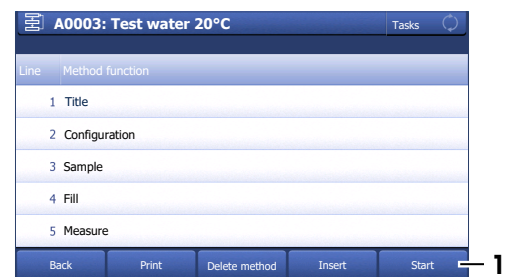 A0003: Test water 20°C Tasks
Line Method function
1 Title
2 Configuration
3 Sample
4 Fill
5 Measure
Back Print Delete method Insert Start 1